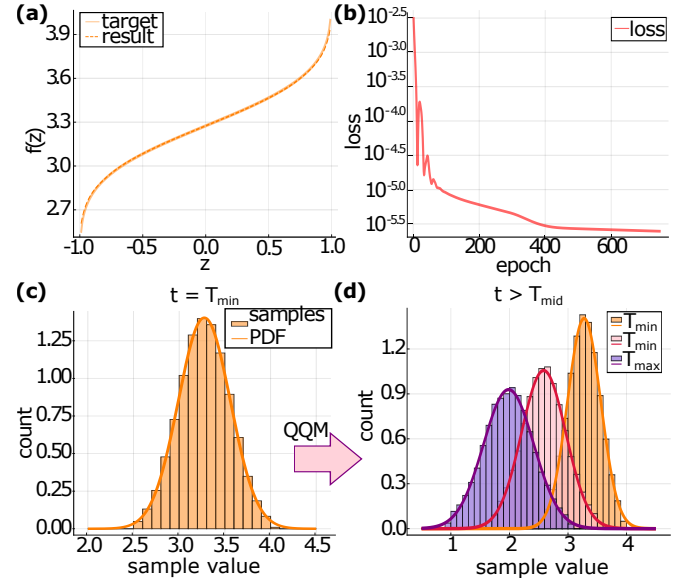 (a)
target
result
3.9
3.6
3.3
3.0
2.7
f(z)
-1.0 -0.5 0.0 0.5 1.0
z
(b)
loss
10^-2.5
10^-3.0
10^-3.5
10^-4.0
10^-4.5
10^-5.0
10^-5.5
loss
0 200 400 600
epoch
(c)
t = T_min
samples
PDF
1.25
1.00
0.75
0.50
0.25
0.00
count
2.0 2.5 3.0 3.5 4.0 4.5
sample value
QQM
(d)
t > T_mid
T_min
T_min
T_max
1.2
0.9
0.6
0.3
0.0
count
1 2 3 4
sample value